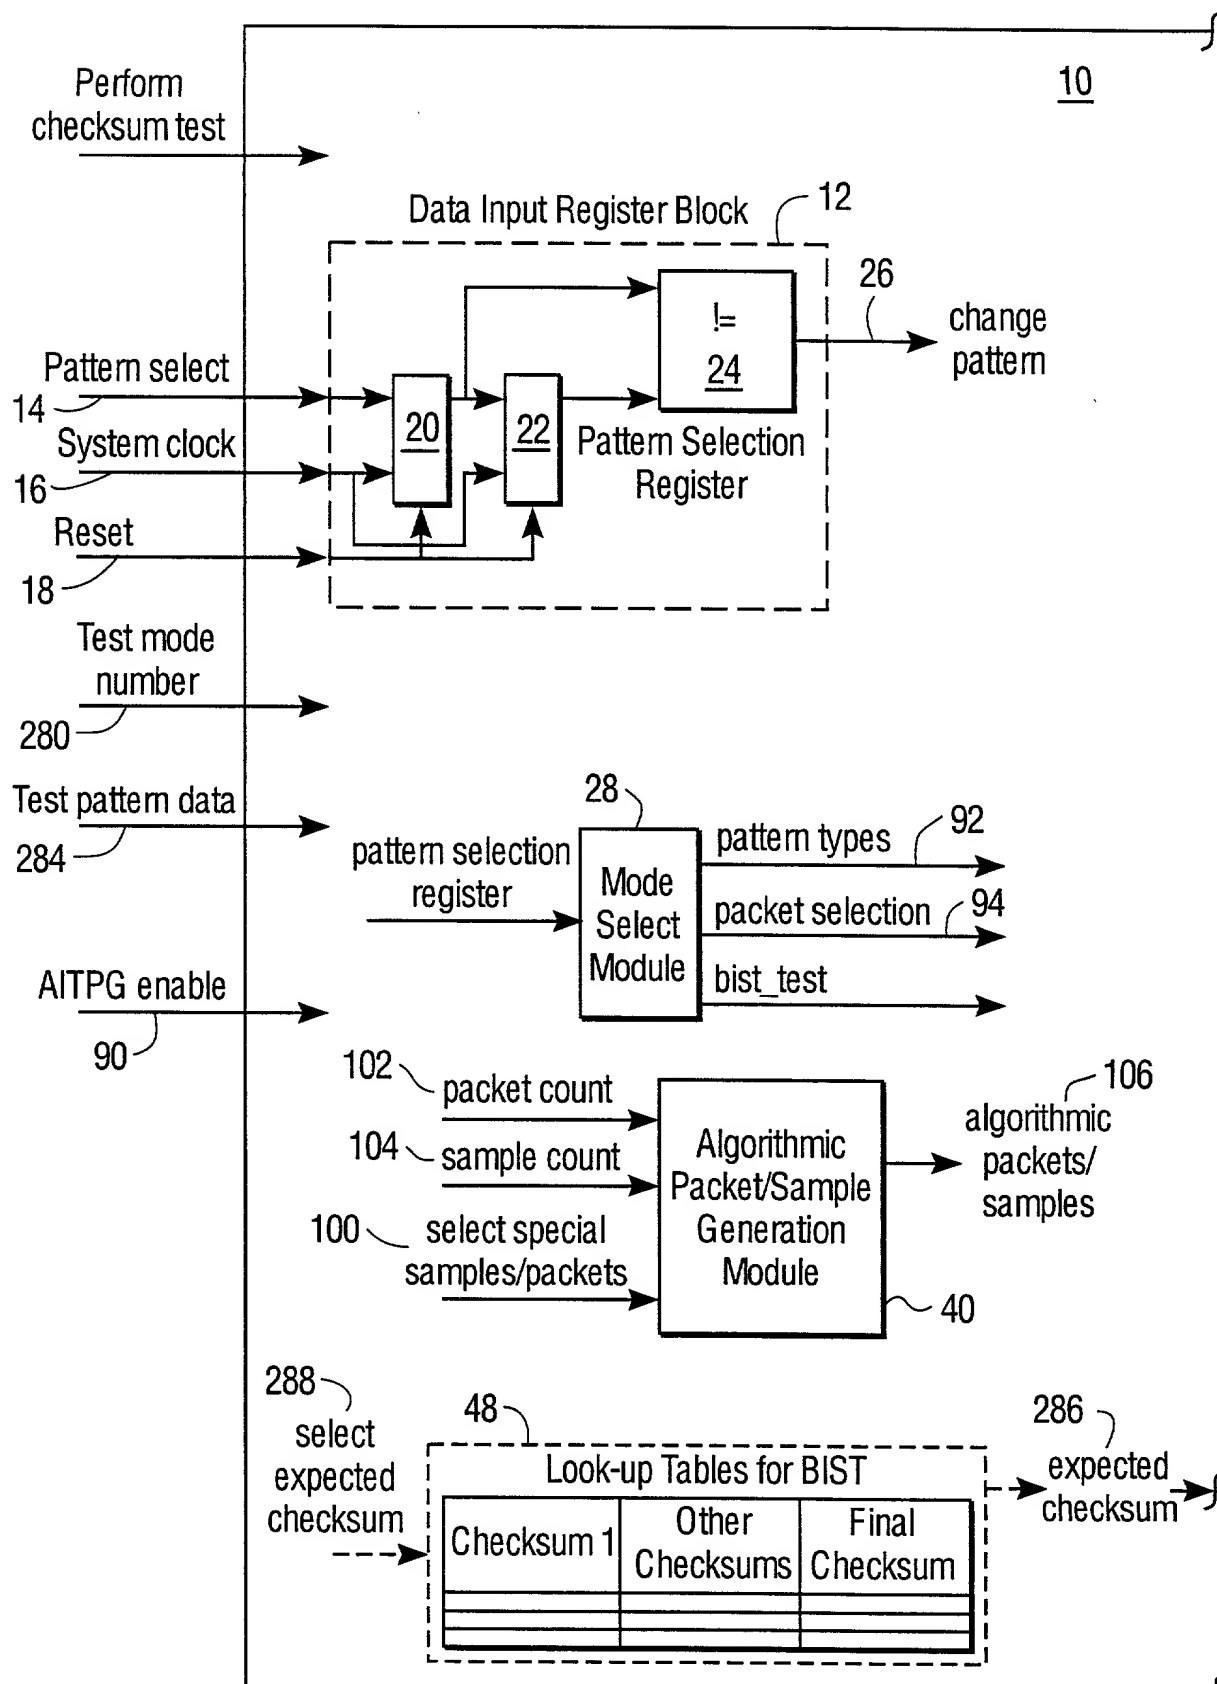 10
Perform
checksum test
Data Input Register Block
12
Pattern select
14
System clock
16
Reset
18
20
22
!=
24
Pattern Selection
Register
26
change
pattern
Test mode
number
280
Test pattern data
284
pattern selection
register
28
Mode
Select
Module
pattern types
92
packet selection
94
bist_test
AITPG enable
90
102
packet count
104
sample count
100
select special
samples/packets
Algorithmic
Packet/Sample
Generation
Module
40
106
algorithmic
packets/
samples
288
select
expected
checksum
48
Look-up Tables for BIST
Checksum 1
Other
Checksums
Final
Checksum
286
expected
checksum